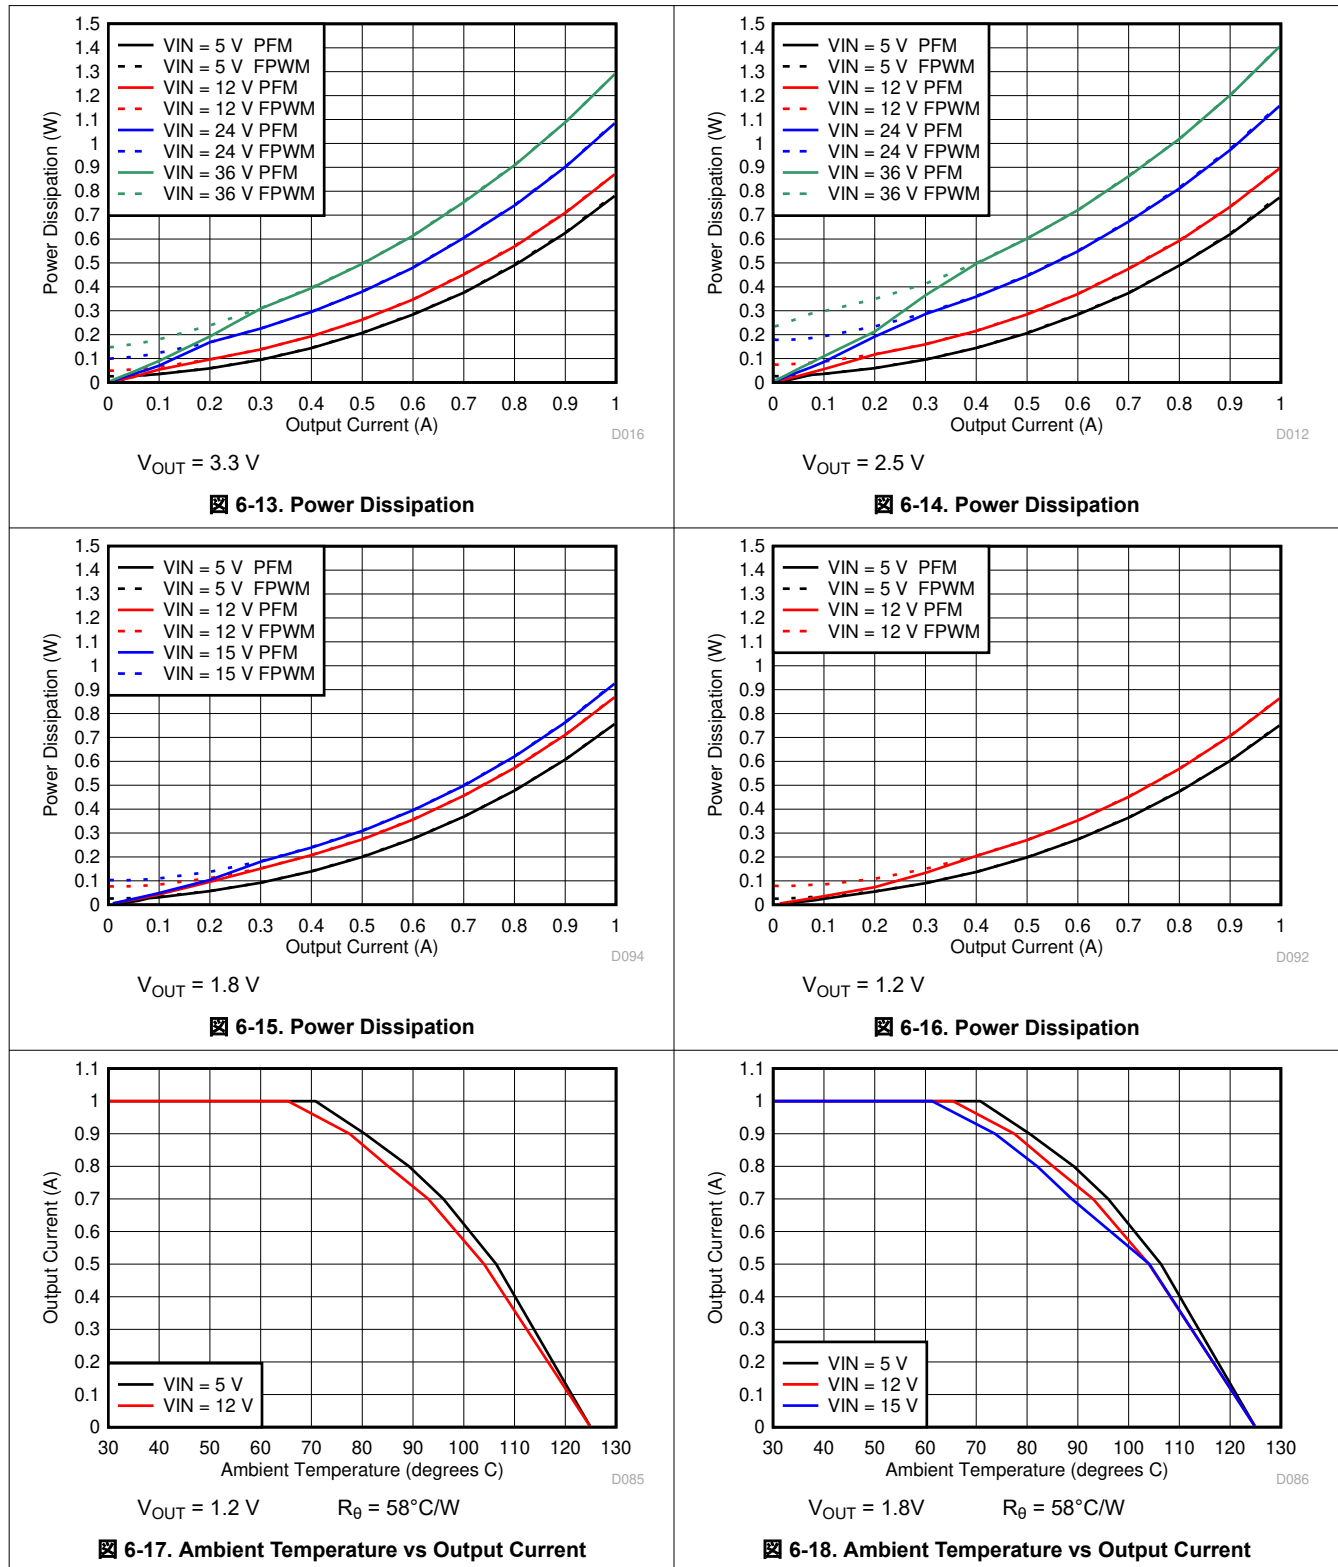 1.5
1.4
1.3
1.2
1.1
1
0.9
0.8
0.7
0.6
0.5
0.4
0.3
0.2
0.1
0
Power Dissipation (W)
VIN = 5 V PFM
VIN = 5 V FPWM
VIN = 12 V PFM
VIN = 12 V FPWM
VIN = 24 V PFM
VIN = 24 V FPWM
VIN = 36 V PFM
VIN = 36 V FPWM
0 0.1 0.2 0.3 0.4 0.5 0.6 0.7 0.8 0.9 1
Output Current (A)
D016
VOUT = 3.3 V
図 6-13. Power Dissipation
1.5
1.4
1.3
1.2
1.1
1
0.9
0.8
0.7
0.6
0.5
0.4
0.3
0.2
0.1
0
Power Dissipation (W)
VIN = 5 V PFM
VIN = 5 V FPWM
VIN = 12 V PFM
VIN = 12 V FPWM
VIN = 24 V PFM
VIN = 24 V FPWM
VIN = 36 V PFM
VIN = 36 V FPWM
0 0.1 0.2 0.3 0.4 0.5 0.6 0.7 0.8 0.9 1
Output Current (A)
D012
VOUT = 2.5 V
図 6-14. Power Dissipation
1.5
1.4
1.3
1.2
1.1
1
0.9
0.8
0.7
0.6
0.5
0.4
0.3
0.2
0.1
0
Power Dissipation (W)
VIN = 5 V PFM
VIN = 5 V FPWM
VIN = 12 V PFM
VIN = 12 V FPWM
VIN = 15 V PFM
VIN = 15 V FPWM
0 0.1 0.2 0.3 0.4 0.5 0.6 0.7 0.8 0.9 1
Output Current (A)
D094
VOUT = 1.8 V
図 6-15. Power Dissipation
1.5
1.4
1.3
1.2
1.1
1
0.9
0.8
0.7
0.6
0.5
0.4
0.3
0.2
0.1
0
Power Dissipation (W)
VIN = 5 V PFM
VIN = 5 V FPWM
VIN = 12 V PFM
VIN = 12 V FPWM
0 0.1 0.2 0.3 0.4 0.5 0.6 0.7 0.8 0.9 1
Output Current (A)
D092
VOUT = 1.2 V
図 6-16. Power Dissipation
1.1
1
0.9
0.8
0.7
0.6
0.5
0.4
0.3
0.2
0.1
0
Output Current (A)
VIN = 5 V
VIN = 12 V
30 40 50 60 70 80 90 100 110 120 130
Ambient Temperature (degrees C)
D085
VOUT = 1.2 V Rθ = 58°C/W
図 6-17. Ambient Temperature vs Output Current
1.1
1
0.9
0.8
0.7
0.6
0.5
0.4
0.3
0.2
0.1
0
Output Current (A)
VIN = 5 V
VIN = 12 V
VIN = 15 V
30 40 50 60 70 80 90 100 110 120 130
Ambient Temperature (degrees C)
D086
VOUT = 1.8V Rθ = 58°C/W
図 6-18. Ambient Temperature vs Output Current